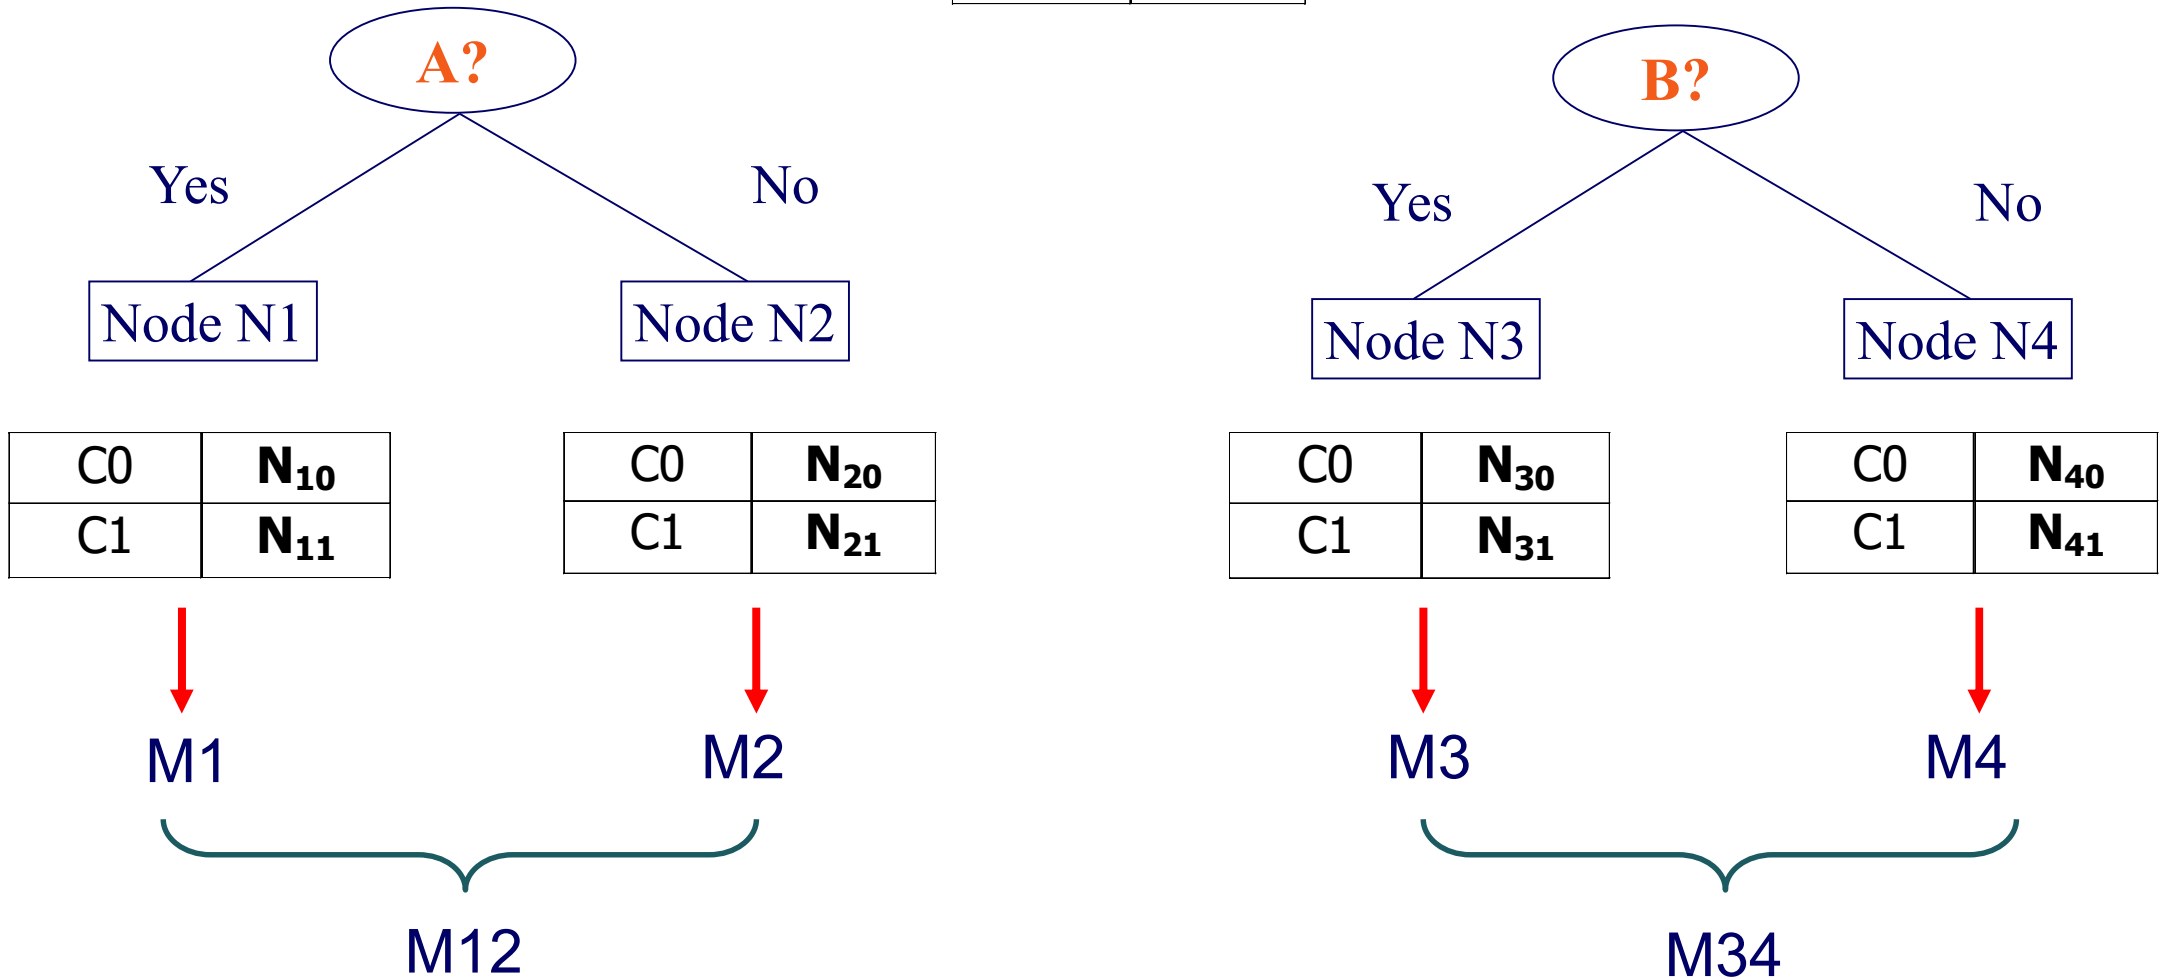 A?
B?
Yes No
Yes No
Node N1 Node N2
Node N3 Node N4
C0 N10 C0 N20 C0 N30 C0 N40
C1 N11 C1 N21 C1 N31 C1 N41
M1 M2 M3 M4
M12 M34